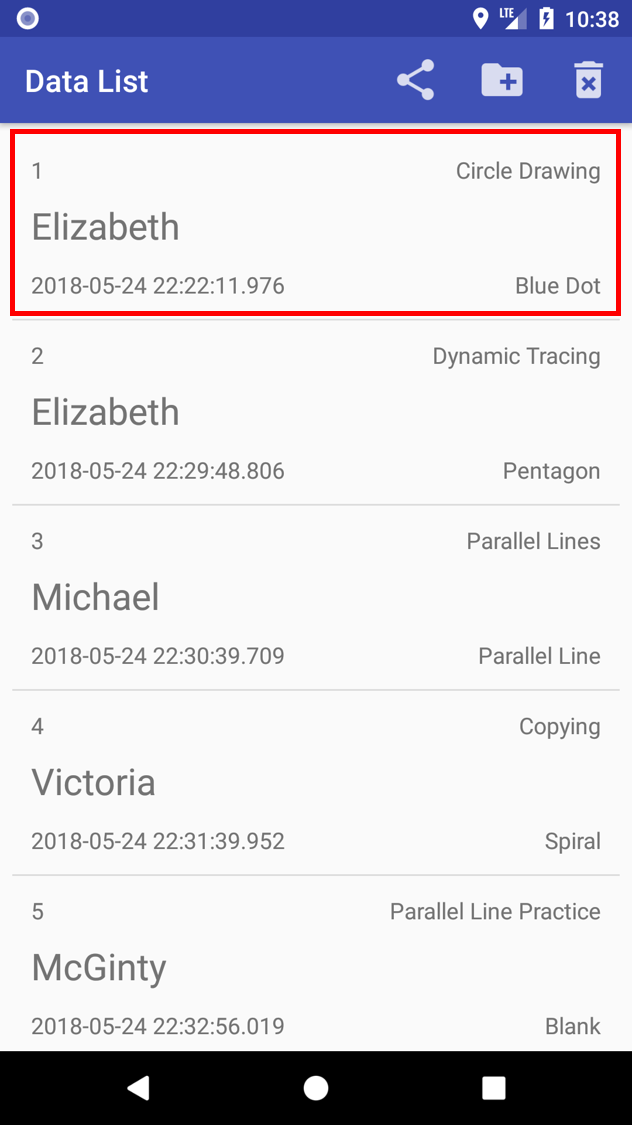 LTE 10:38
Data List
1 Circle Drawing
Elizabeth
2018-05-24 22:22:11.976 Blue Dot
2 Dynamic Tracing
Elizabeth
2018-05-24 22:29:48.806 Pentagon
3 Parallel Lines
Michael
2018-05-24 22:30:39.709 Parallel Line
4 Copying
Victoria
2018-05-24 22:31:39.952 Spiral
5 Parallel Line Practice
McGinty
2018-05-24 22:32:56.019 Blank